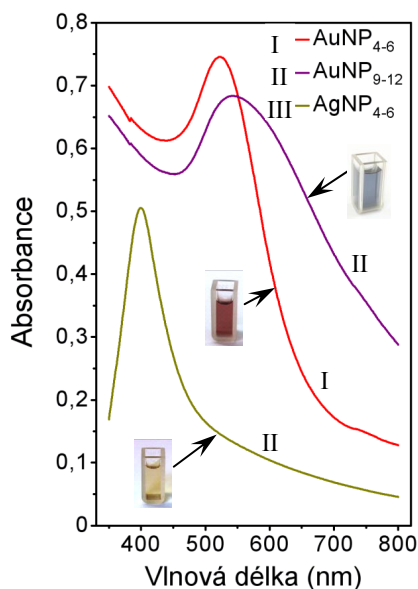 I AuNP4-6
II AuNP9-12
III AgNP4-6
0,8
0,7
0,6
0,5
0,4
0,3
0,2
0,1
0
Absorbance
II
I
II
400 500 600 700 800
Vlnová délka (nm)